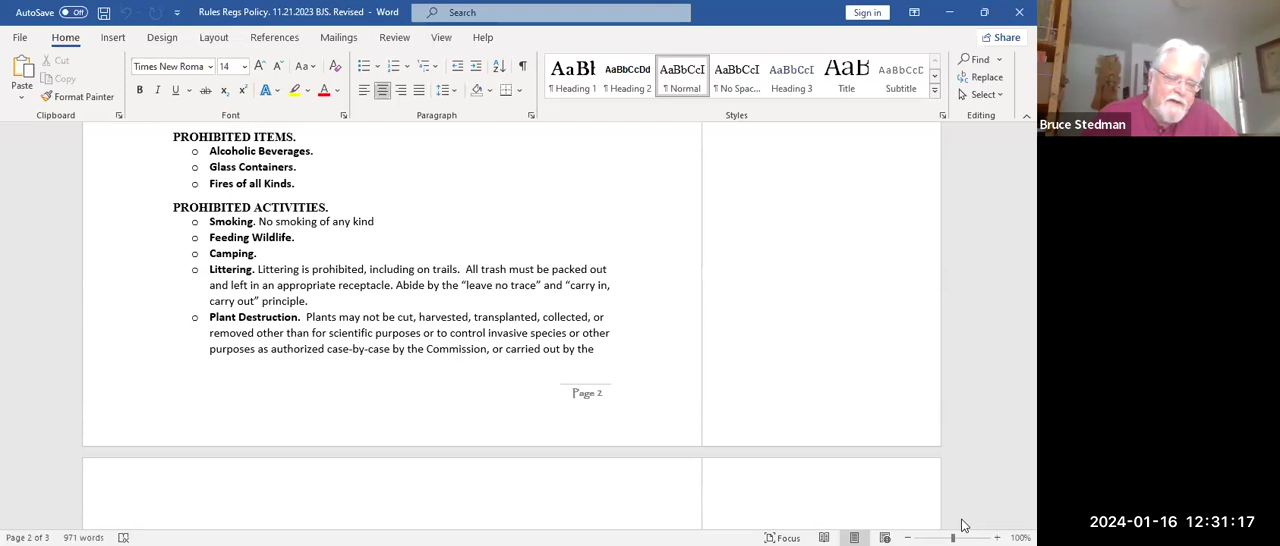 AutoSave Off Rules Regs Policy. 11.21.2023 BJS. Revised - Word Search Sign in
File Home Insert Design Layout References Mailings Review View Help Share
Cut
Copy
Paste
Format Painter
Times New Roma 14
Aa
B I U ab x₂ x²
AaBl AaBbCcDd AaBbCcI AaBbCcI AaBbCcI AaB AaBbCcD
¶ Heading 1 ¶ Heading 2 ¶ Normal ¶ No Spac... Heading 3 Title Subtitle
Find
Replace
Select
Clipboard Font Paragraph Styles Editing
Bruce Stedman
PROHIBITED ITEMS.
o Alcoholic Beverages.
o Glass Containers.
o Fires of all Kinds.
PROHIBITED ACTIVITIES.
o Smoking. No smoking of any kind
o Feeding Wildlife.
o Camping.
o Littering. Littering is prohibited, including on trails. All trash must be packed out
and left in an appropriate receptacle. Abide by the “leave no trace” and “carry in,
carry out” principle.
o Plant Destruction. Plants may not be cut, harvested, transplanted, collected, or
removed other than for scientific purposes or to control invasive species or other
purposes as authorized case-by-case by the Commission, or carried out by the
Page 2
2024-01-16 12:31:17
Page 2 of 3 971 words Focus 100%